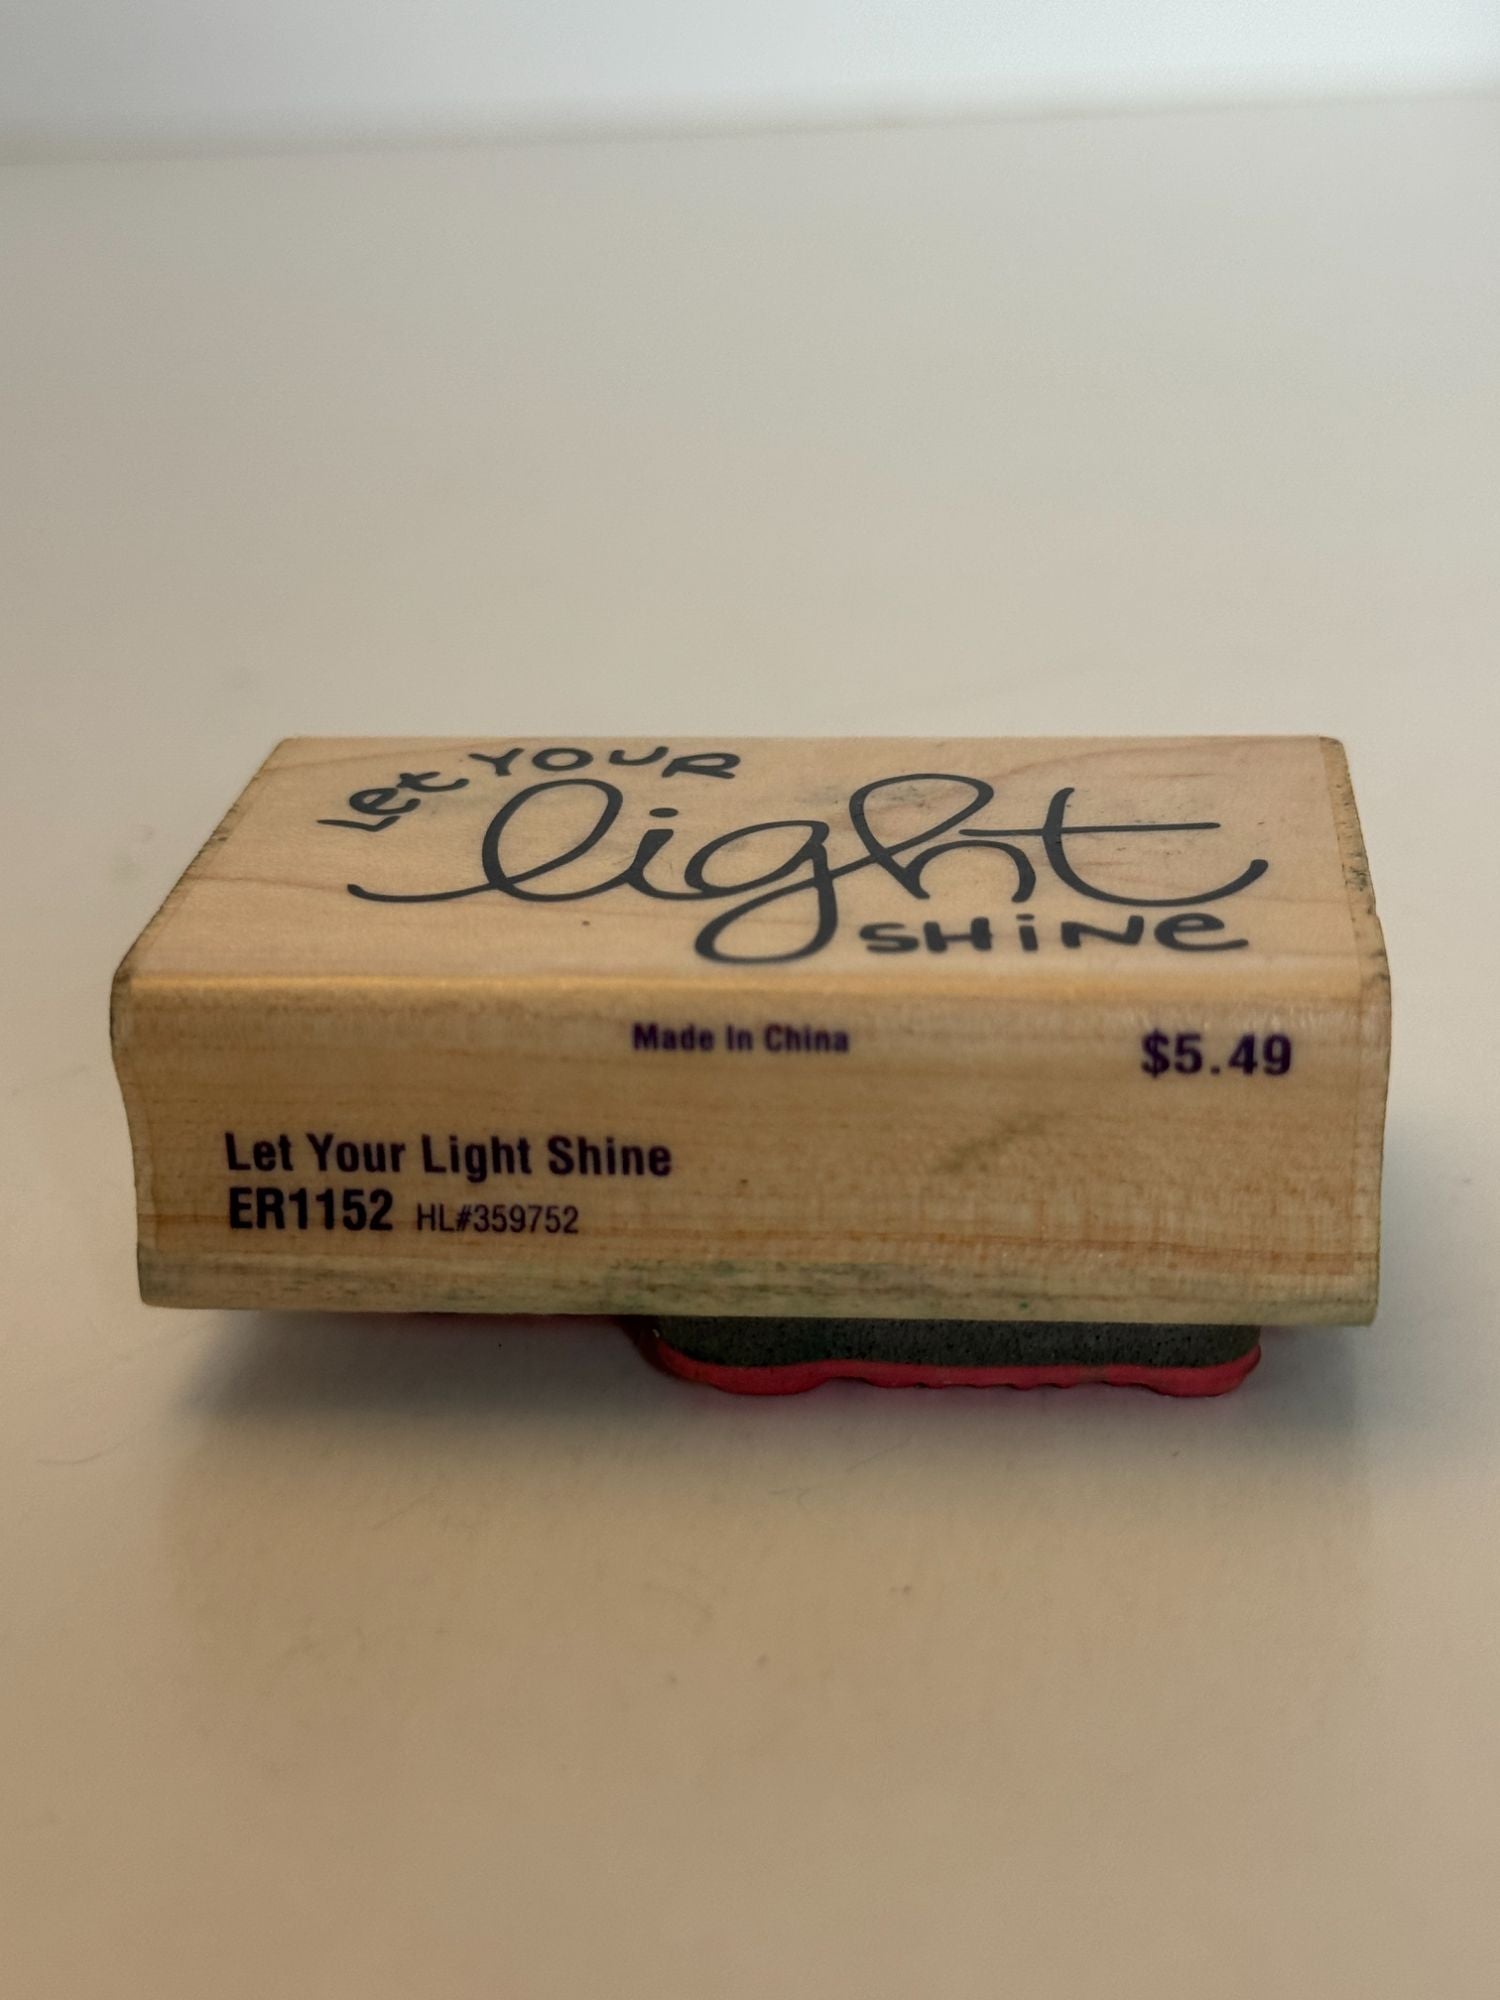 Let YOUR
light
SHiNe
Made In China
$5.49
Let Your Light Shine
ER1152 HL#359752